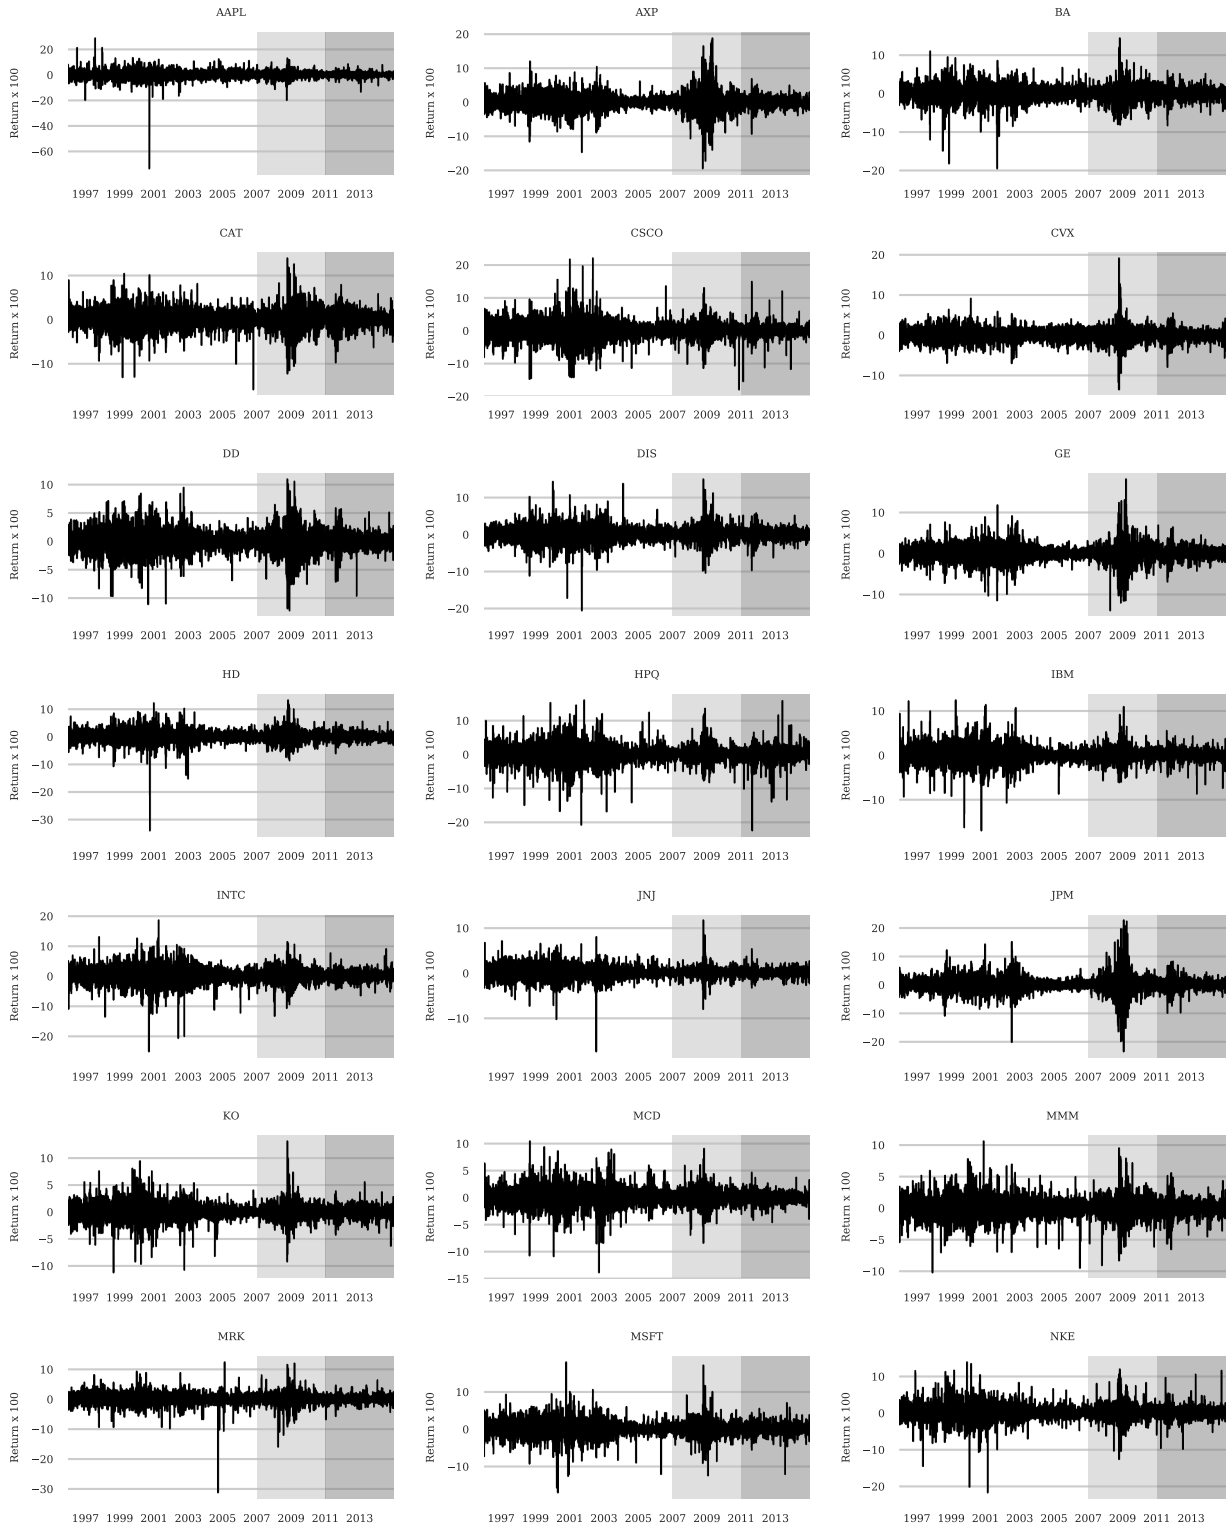 AAPL AXP BA
Return x 100 20 0 −20 −40 −60
Return x 100 20 10 0 −10 −20
Return x 100 10 0 −10 −20
1997 1999 2001 2003 2005 2007 2009 2011 2013 1997 1999 2001 2003 2005 2007 2009 2011 2013 1997 1999 2001 2003 2005 2007 2009 2011 2013
CAT CSCO CVX
Return x 100 10 0 −10
Return x 100 20 10 0 −10 −20
Return x 100 20 10 0 −10
1997 1999 2001 2003 2005 2007 2009 2011 2013 1997 1999 2001 2003 2005 2007 2009 2011 2013 1997 1999 2001 2003 2005 2007 2009 2011 2013
DD DIS GE
Return x 100 10 5 0 −5 −10
Return x 100 10 0 −10 −20
Return x 100 10 0 −10
1997 1999 2001 2003 2005 2007 2009 2011 2013 1997 1999 2001 2003 2005 2007 2009 2011 2013 1997 1999 2001 2003 2005 2007 2009 2011 2013
HD HPQ IBM
Return x 100 10 0 −10 −20 −30
Return x 100 10 0 −10 −20
Return x 100 10 0 −10
1997 1999 2001 2003 2005 2007 2009 2011 2013 1997 1999 2001 2003 2005 2007 2009 2011 2013 1997 1999 2001 2003 2005 2007 2009 2011 2013
INTC JNJ JPM
Return x 100 20 10 0 −10 −20
Return x 100 10 0 −10
Return x 100 20 10 0 −10 −20
1997 1999 2001 2003 2005 2007 2009 2011 2013 1997 1999 2001 2003 2005 2007 2009 2011 2013 1997 1999 2001 2003 2005 2007 2009 2011 2013
KO MCD MMM
Return x 100 10 5 0 −5 −10
Return x 100 10 5 0 −5 −10 −15
Return x 100 10 5 0 −5 −10
1997 1999 2001 2003 2005 2007 2009 2011 2013 1997 1999 2001 2003 2005 2007 2009 2011 2013 1997 1999 2001 2003 2005 2007 2009 2011 2013
MRK MSFT NKE
Return x 100 10 0 −10 −20 −30
Return x 100 10 0 −10
Return x 100 10 0 −10 −20
1997 1999 2001 2003 2005 2007 2009 2011 2013 1997 1999 2001 2003 2005 2007 2009 2011 2013 1997 1999 2001 2003 2005 2007 2009 2011 2013